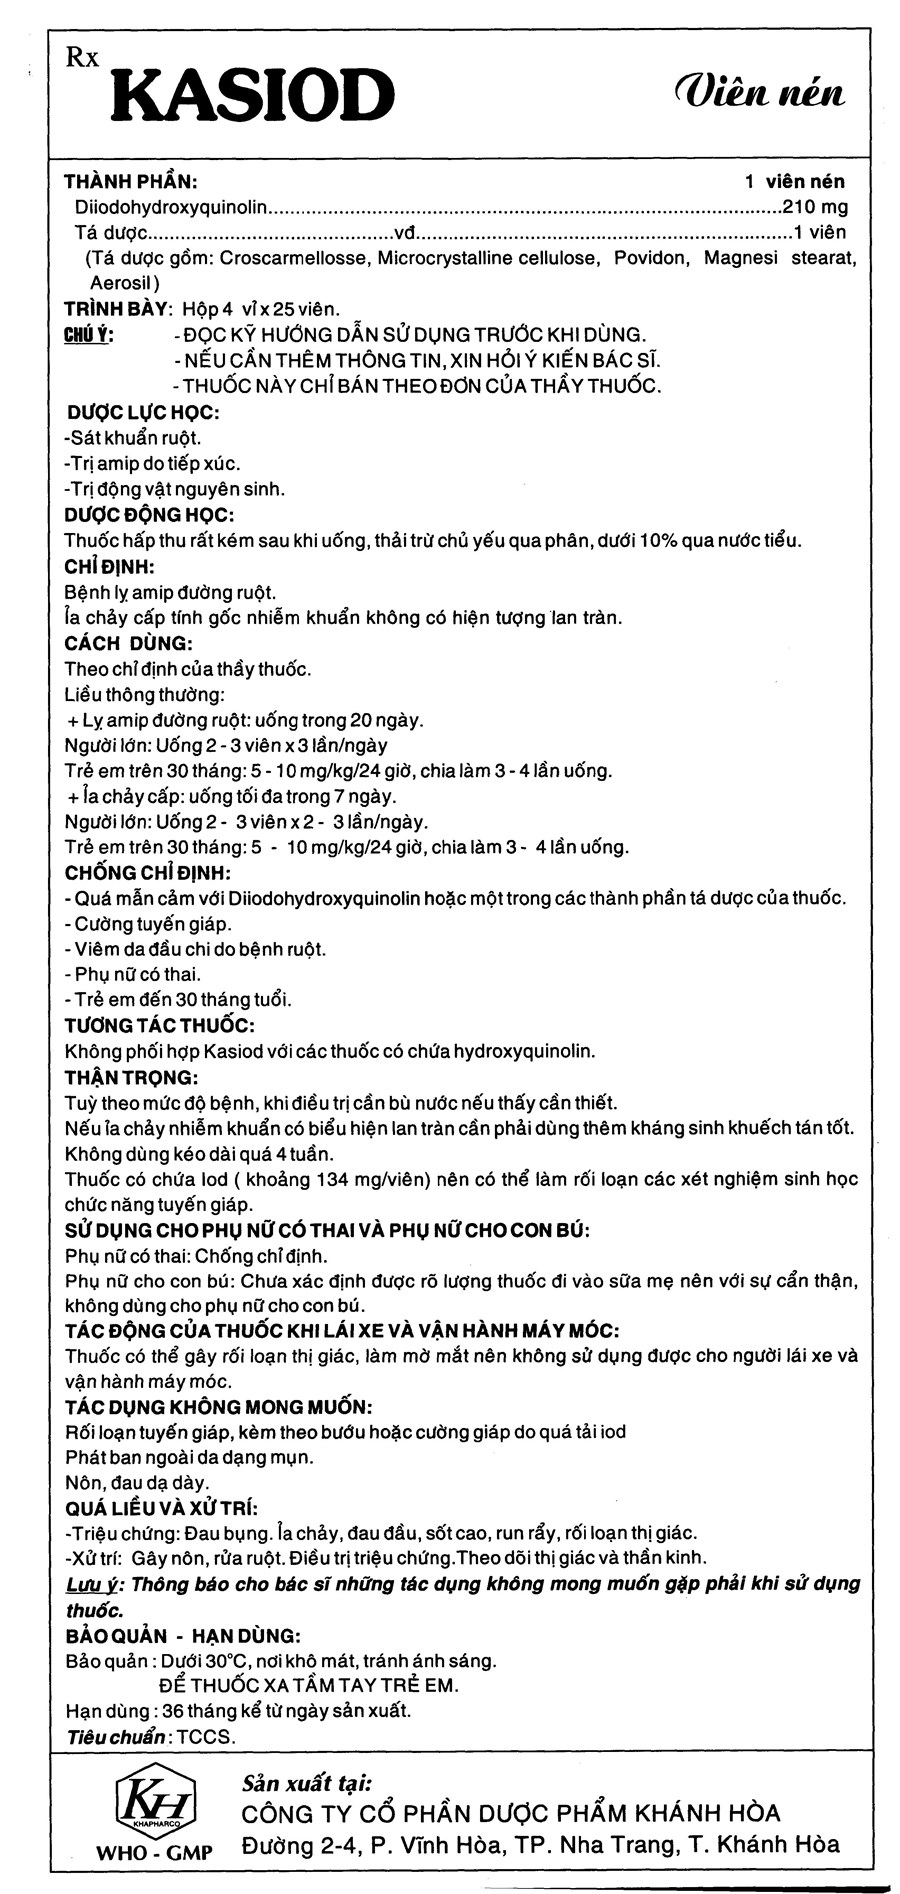 Rx
KASIOD
Viên nén
THÀNH PHẦN: 1 viên nén
Diiodohydroxyquinolin..........................................................................................210 mg
Tá dược............................................vđ....................................................................1 viên
(Tá dược gồm: Croscarmellosse, Microcrystalline cellulose, Povidon, Magnesi stearat,
Aerosil)
TRÌNH BÀY: Hộp 4 vỉ x 25 viên.
CHÚ Ý: - ĐỌC KỸ HƯỚNG DẪN SỬ DỤNG TRƯỚC KHI DÙNG.
- NẾU CẦN THÊM THÔNG TIN, XIN HỎI Ý KIẾN BÁC SĨ.
- THUỐC NÀY CHỈ BÁN THEO ĐƠN CỦA THẦY THUỐC.
DƯỢC LỰC HỌC:
-Sát khuẩn ruột.
-Trị amip do tiếp xúc.
-Trị động vật nguyên sinh.
DƯỢC ĐỘNG HỌC:
Thuốc hấp thu rất kém sau khi uống, thải trừ chủ yếu qua phân, dưới 10% qua nước tiểu.
CHỈ ĐỊNH:
Bệnh lỵ amip đường ruột.
Ỉa chảy cấp tính gốc nhiễm khuẩn không có hiện tượng lan tràn.
CÁCH DÙNG:
Theo chỉ định của thầy thuốc.
Liều thông thường:
+ Lỵ amip đường ruột: uống trong 20 ngày.
Người lớn: Uống 2 - 3 viên x 3 lần/ngày
Trẻ em trên 30 tháng: 5 - 10 mg/kg/24 giờ, chia làm 3 - 4 lần uống.
+ Ỉa chảy cấp: uống tối đa trong 7 ngày.
Người lớn: Uống 2 - 3 viên x 2 - 3 lần/ngày.
Trẻ em trên 30 tháng: 5 - 10 mg/kg/24 giờ, chia làm 3 - 4 lần uống.
CHỐNG CHỈ ĐỊNH:
- Quá mẫn cảm với Diiodohydroxyquinolin hoặc một trong các thành phần tá dược của thuốc.
- Cường tuyến giáp.
- Viêm da đầu chi do bệnh ruột.
- Phụ nữ có thai.
- Trẻ em đến 30 tháng tuổi.
TƯƠNG TÁC THUỐC:
Không phối hợp Kasiod với các thuốc có chứa hydroxyquinolin.
THẬN TRỌNG:
Tuỳ theo mức độ bệnh, khi điều trị cần bù nước nếu thấy cần thiết.
Nếu ỉa chảy nhiễm khuẩn có biểu hiện lan tràn cần phải dùng thêm kháng sinh khuếch tán tốt.
Không dùng kéo dài quá 4 tuần.
Thuốc có chứa Iod ( khoảng 134 mg/viên) nên có thể làm rối loạn các xét nghiệm sinh học
chức năng tuyến giáp.
SỬ DỤNG CHO PHỤ NỮ CÓ THAI VÀ PHỤ NỮ CHO CON BÚ:
Phụ nữ có thai: Chống chỉ định.
Phụ nữ cho con bú: Chưa xác định được rõ lượng thuốc đi vào sữa mẹ nên với sự cẩn thận,
không dùng cho phụ nữ cho con bú.
TÁC ĐỘNG CỦA THUỐC KHI LÁI XE VÀ VẬN HÀNH MÁY MÓC:
Thuốc có thể gây rối loạn thị giác, làm mờ mắt nên không sử dụng được cho người lái xe và
vận hành máy móc.
TÁC DỤNG KHÔNG MONG MUỐN:
Rối loạn tuyến giáp, kèm theo bướu hoặc cường giáp do quá tải iod
Phát ban ngoài da dạng mụn.
Nôn, đau dạ dày.
QUÁ LIỀU VÀ XỬ TRÍ:
-Triệu chứng: Đau bụng. Ỉa chảy, đau đầu, sốt cao, run rẩy, rối loạn thị giác.
-Xử trí: Gây nôn, rửa ruột. Điều trị triệu chứng.Theo dõi thị giác và thần kinh.
Lưu ý: Thông báo cho bác sĩ những tác dụng không mong muốn gặp phải khi sử dụng
thuốc.
BẢO QUẢN - HẠN DÙNG:
Bảo quản : Dưới 30°C, nơi khô mát, tránh ánh sáng.
ĐỂ THUỐC XA TẦM TAY TRẺ EM.
Hạn dùng : 36 tháng kể từ ngày sản xuất.
Tiêu chuẩn : TCCS.
KH
KHAPHARCO
WHO - GMP
Sản xuất tại:
CÔNG TY CỔ PHẦN DƯỢC PHẨM KHÁNH HÒA
Đường 2-4, P. Vĩnh Hòa, TP. Nha Trang, T. Khánh Hòa